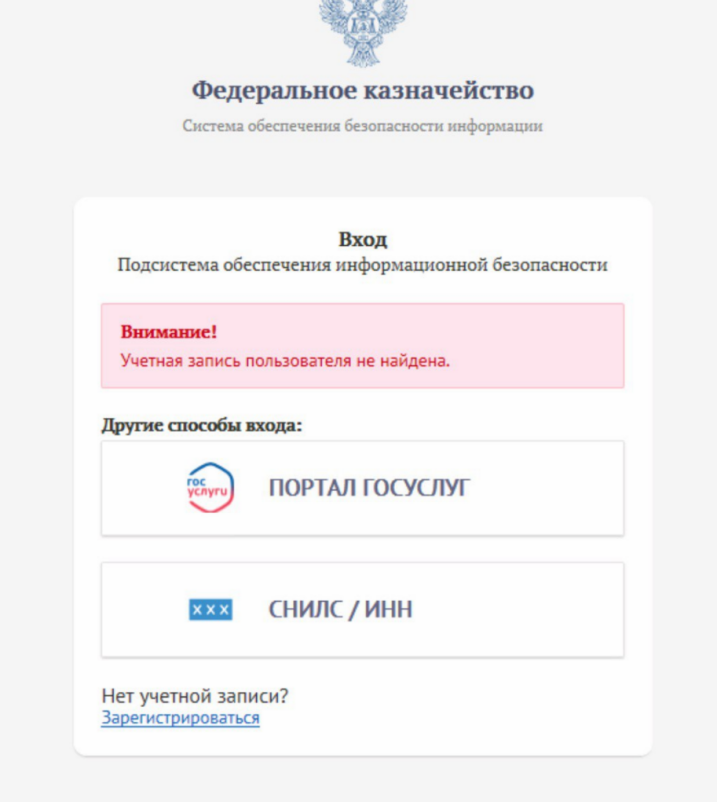 Федеральное казначейство
Система обеспечения безопасности информации
Вход
Подсистема обеспечения информационной безопасности
Внимание!
Учетная запись пользователя не найдена.
Другие способы входа:
гос
услуги
ПОРТАЛ ГОСУСЛУГ
XXX
СНИЛС / ИНН
Нет учетной записи?
Зарегистрироваться